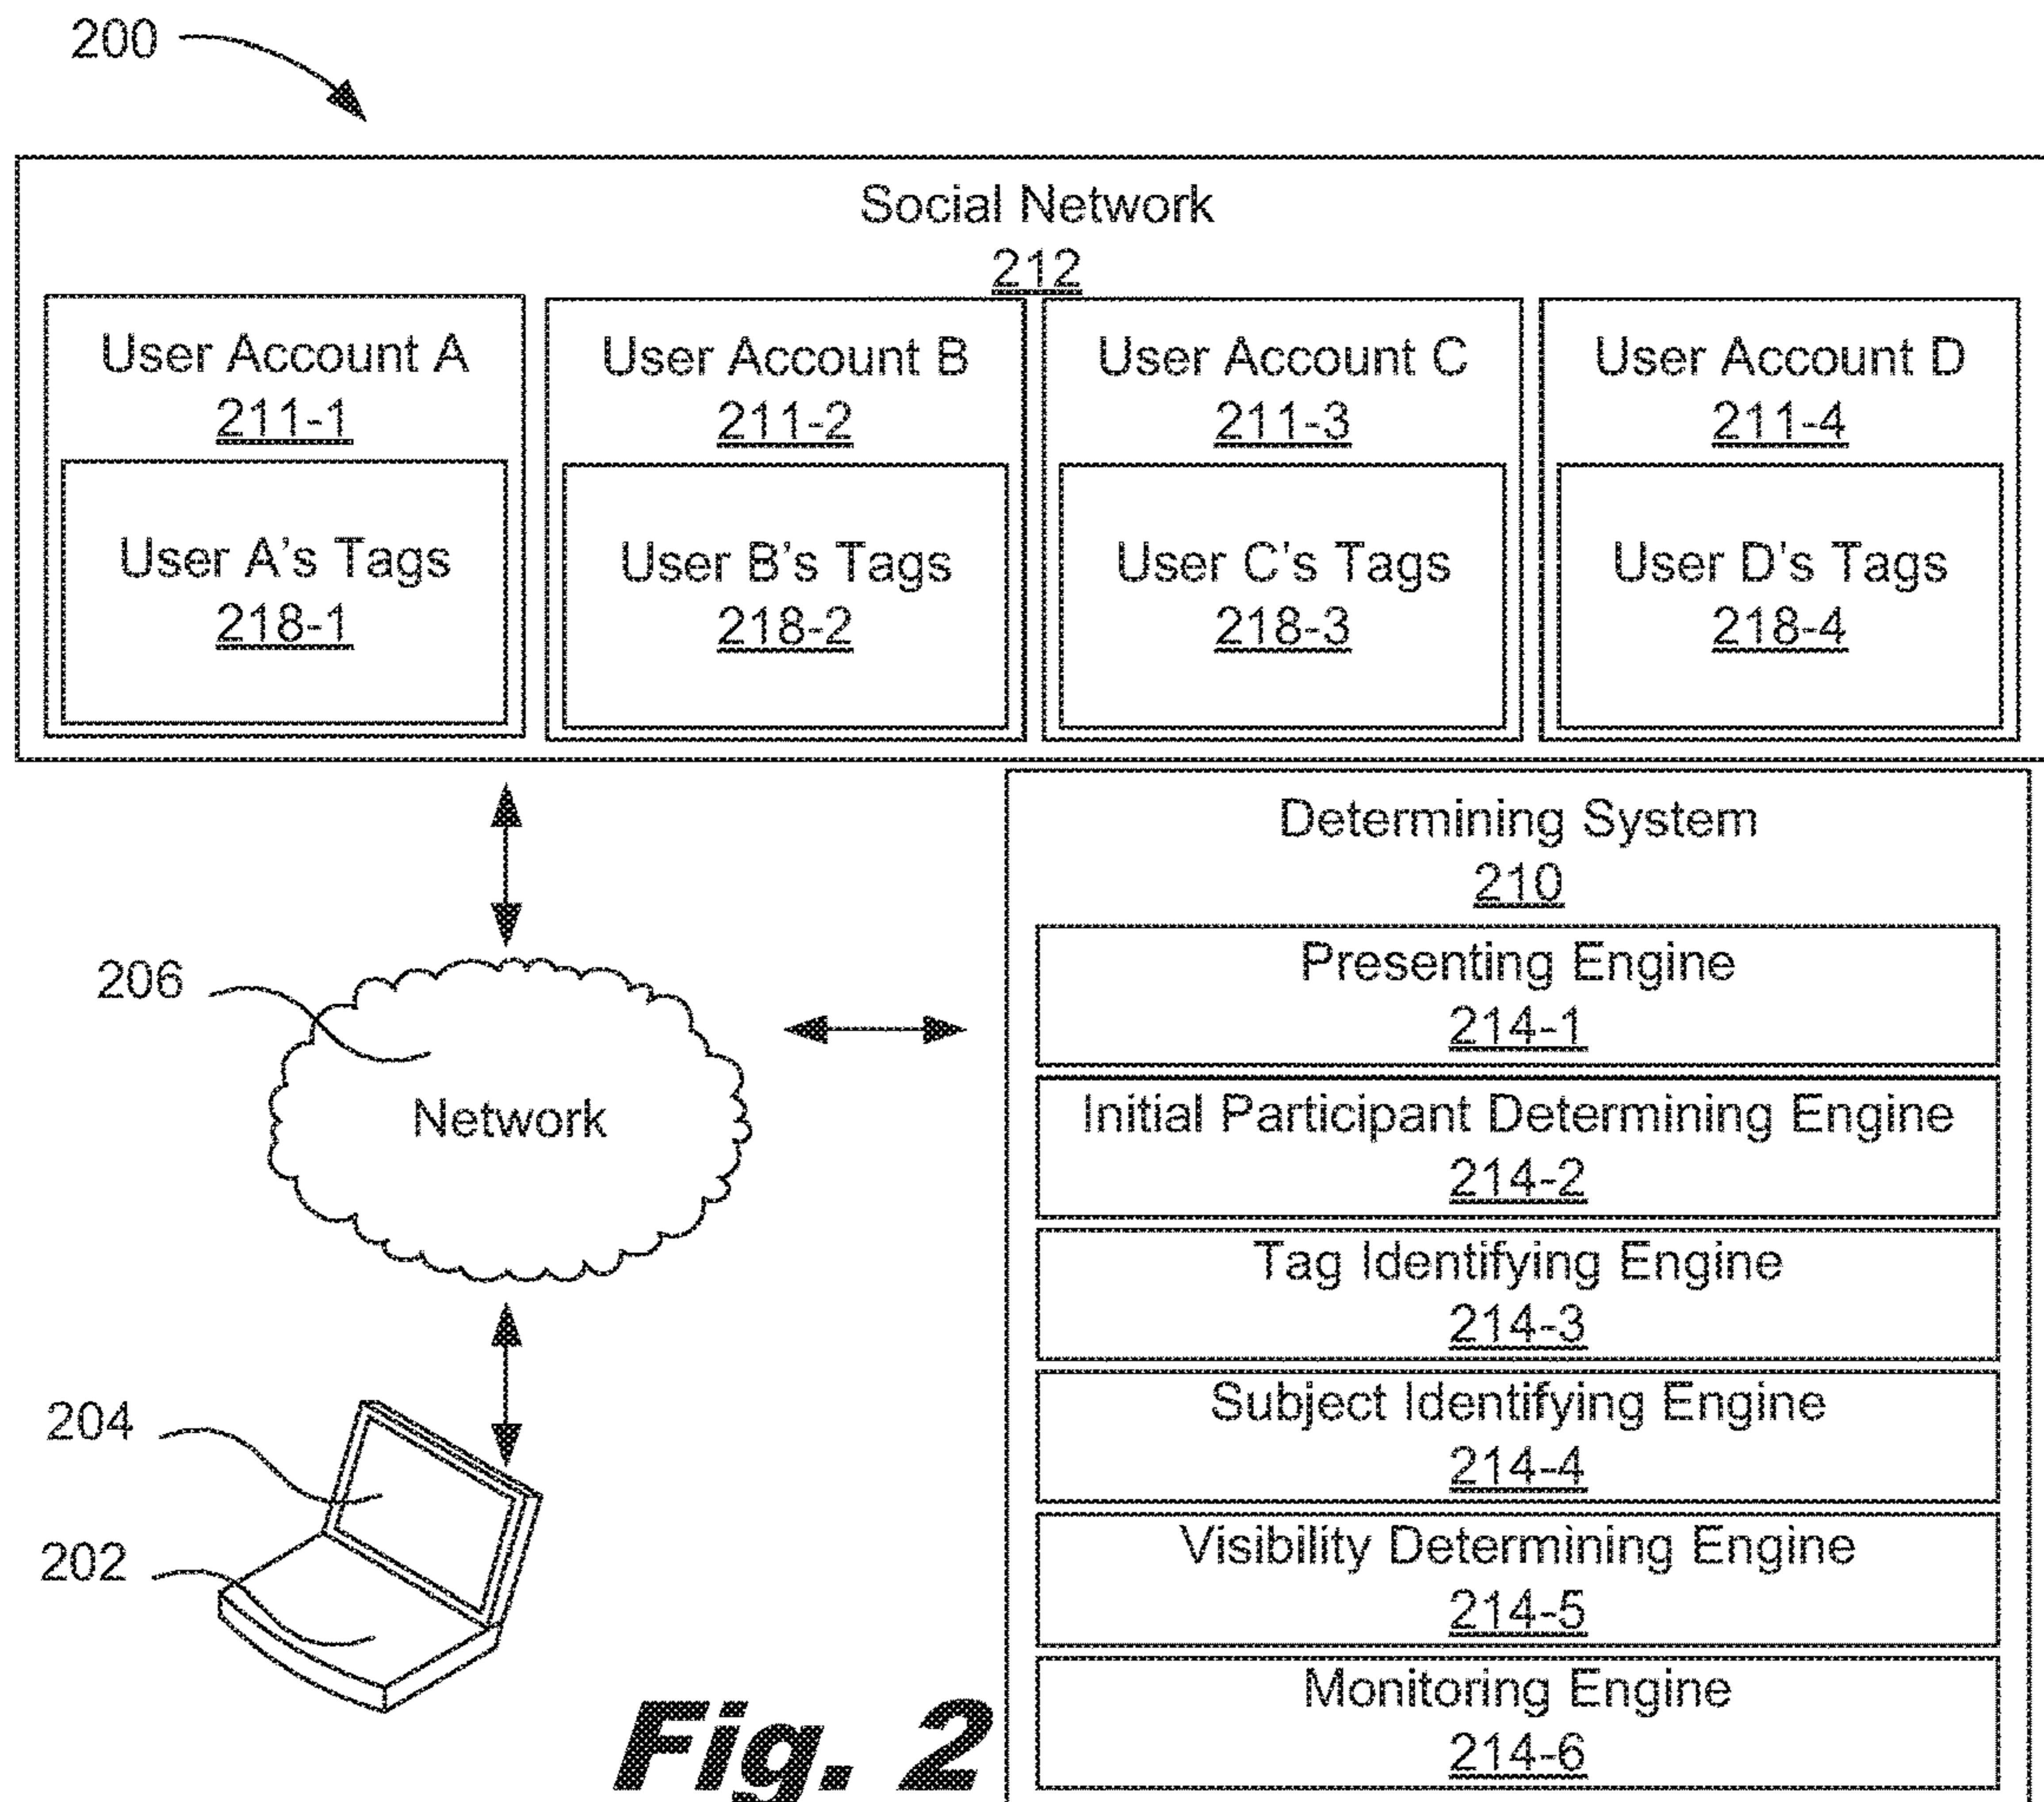 200
Social Network
212
User Account A
211-1
User A's Tags
218-1
User Account B
211-2
User B's Tags
218-2
User Account C
211-3
User C's Tags
218-3
User Account D
211-4
User D's Tags
218-4
206
Network
204
202
Determining System
210
Presenting Engine
214-1
Initial Participant Determining Engine
214-2
Tag Identifying Engine
214-3
Subject Identifying Engine
214-4
Visibility Determining Engine
214-5
Monitoring Engine
214-6
Fig. 2